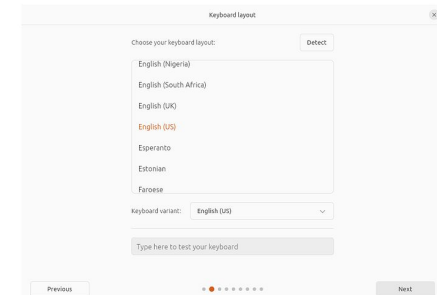 Keyboard layout
Choose your keyboard layout:
Detect
English (Nigeria)
English (South Africa)
English (UK)
English (US)
Esperanto
Estonian
Faroese
Keyboard variant:
English (US)
Type here to test your keyboard
Previous
Next